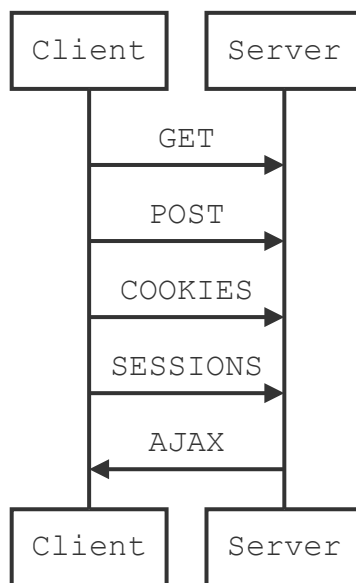 Client Server
GET
POST
COOKIES
SESSIONS
AJAX
Client Server